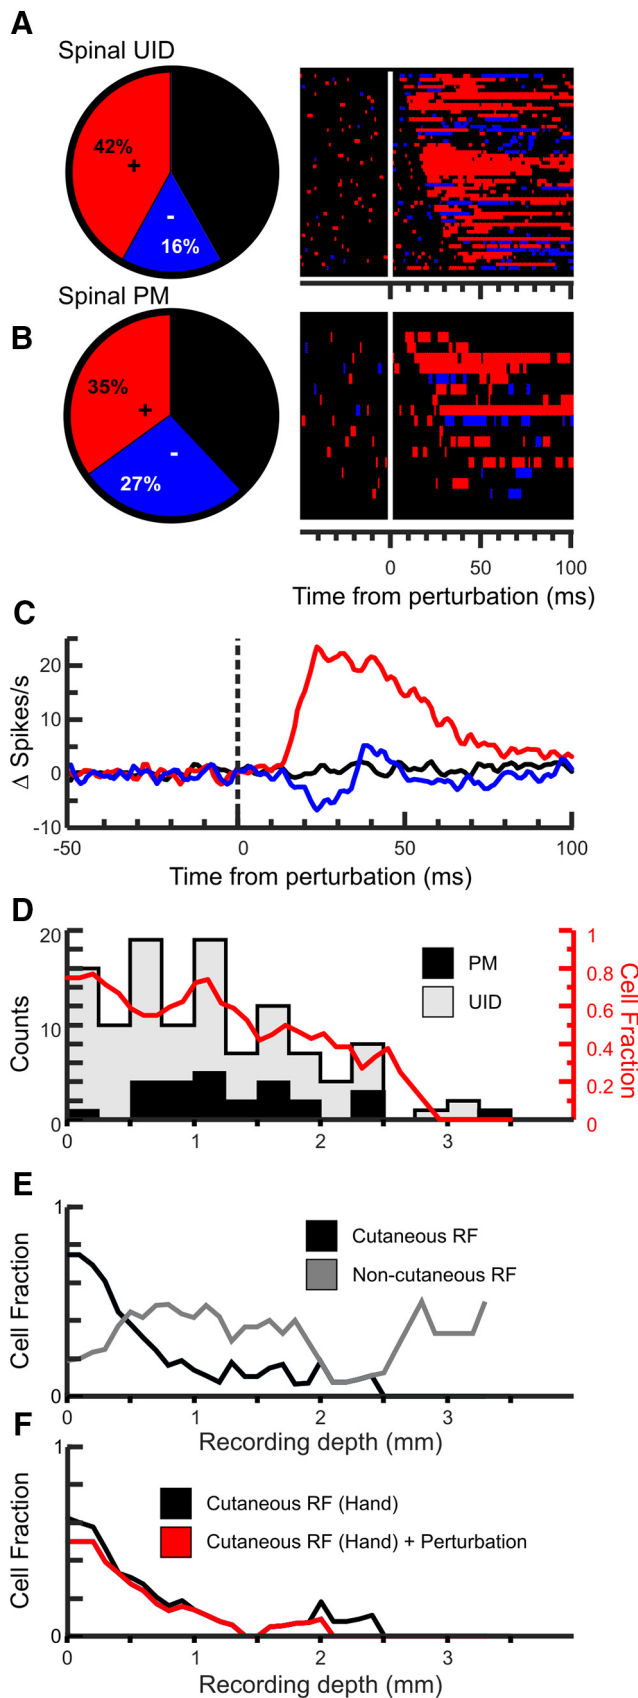 A
Spinal UID
42%
+
-
16%
Spinal PM
B
35%
+
-
27%
0 50 100
Time from perturbation (ms)
C
20
10
0
-10
Δ Spikes/s
-50 0 50 100
Time from perturbation (ms)
D
20
10
0
Counts
PM
UID
1
0.8
0.6
0.4
0.2
0
Cell Fraction
0 1 2 3
E
1
0
Cell Fraction
Cutaneous RF
Non-cutaneous RF
0 1 2 3
Recording depth (mm)
F
1
0
Cell Fraction
Cutaneous RF (Hand)
Cutaneous RF (Hand) + Perturbation
0 1 2 3
Recording depth (mm)